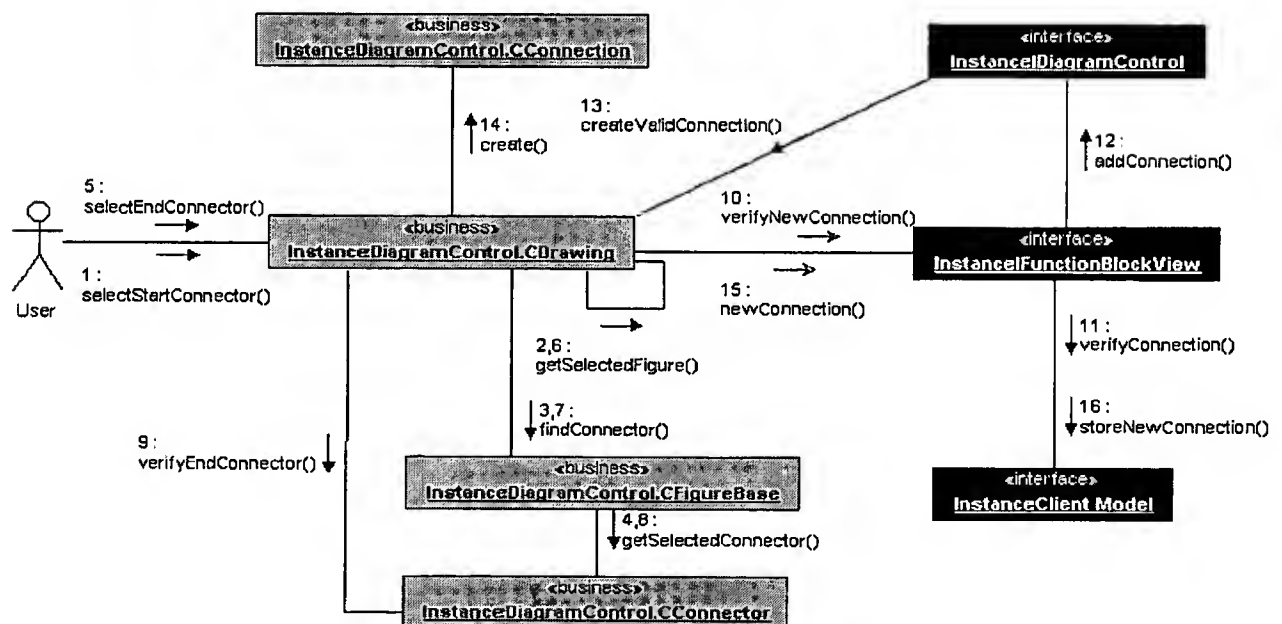 «business»
InstanceDiagramControl.CConnection
«interface»
InstanceIDiagramControl
14 :
create()
13 :
createValidConnection()
12 :
addConnection()
5 :
selectEndConnector()
1 :
selectStartConnector()
User
«business»
InstanceDiagramControl.CDrawing
10 :
verifyNewConnection()
15 :
newConnection()
«interface»
InstanceIFunctionBlockView
2,6 :
getSelectedFigure()
11 :
verifyConnection()
3,7 :
findConnector()
16 :
storeNewConnection()
9 :
verifyEndConnector()
«business»
InstanceDiagramControl.CFigureBase
«interface»
InstanceClient Model
4,8 :
getSelectedConnector()
«business»
InstanceDiagramControl.CConnector